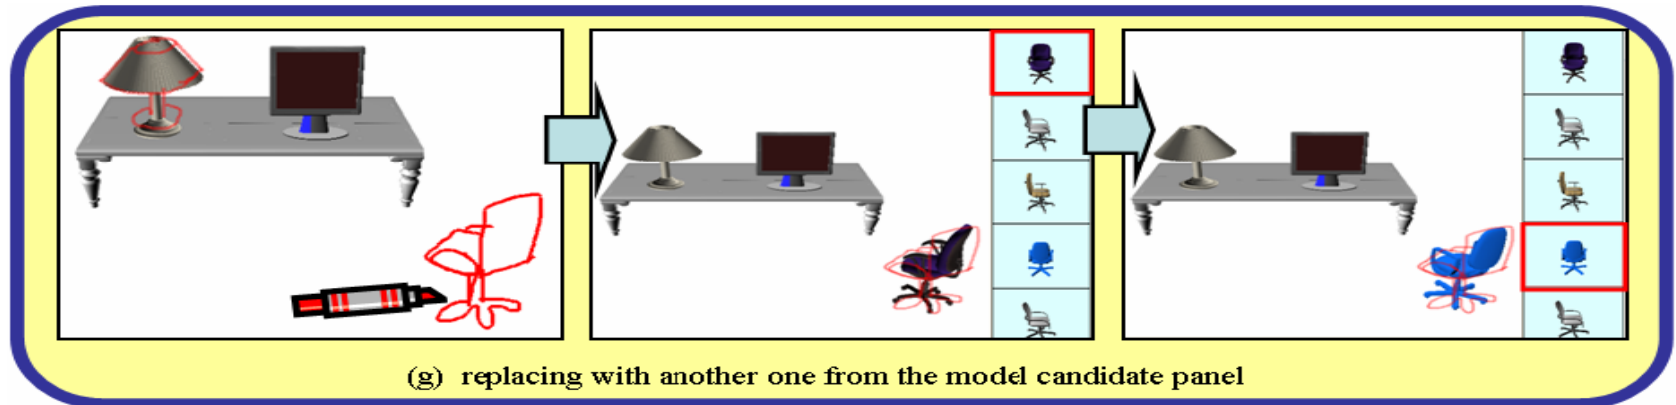 (g) replacing with another one from the model candidate panel